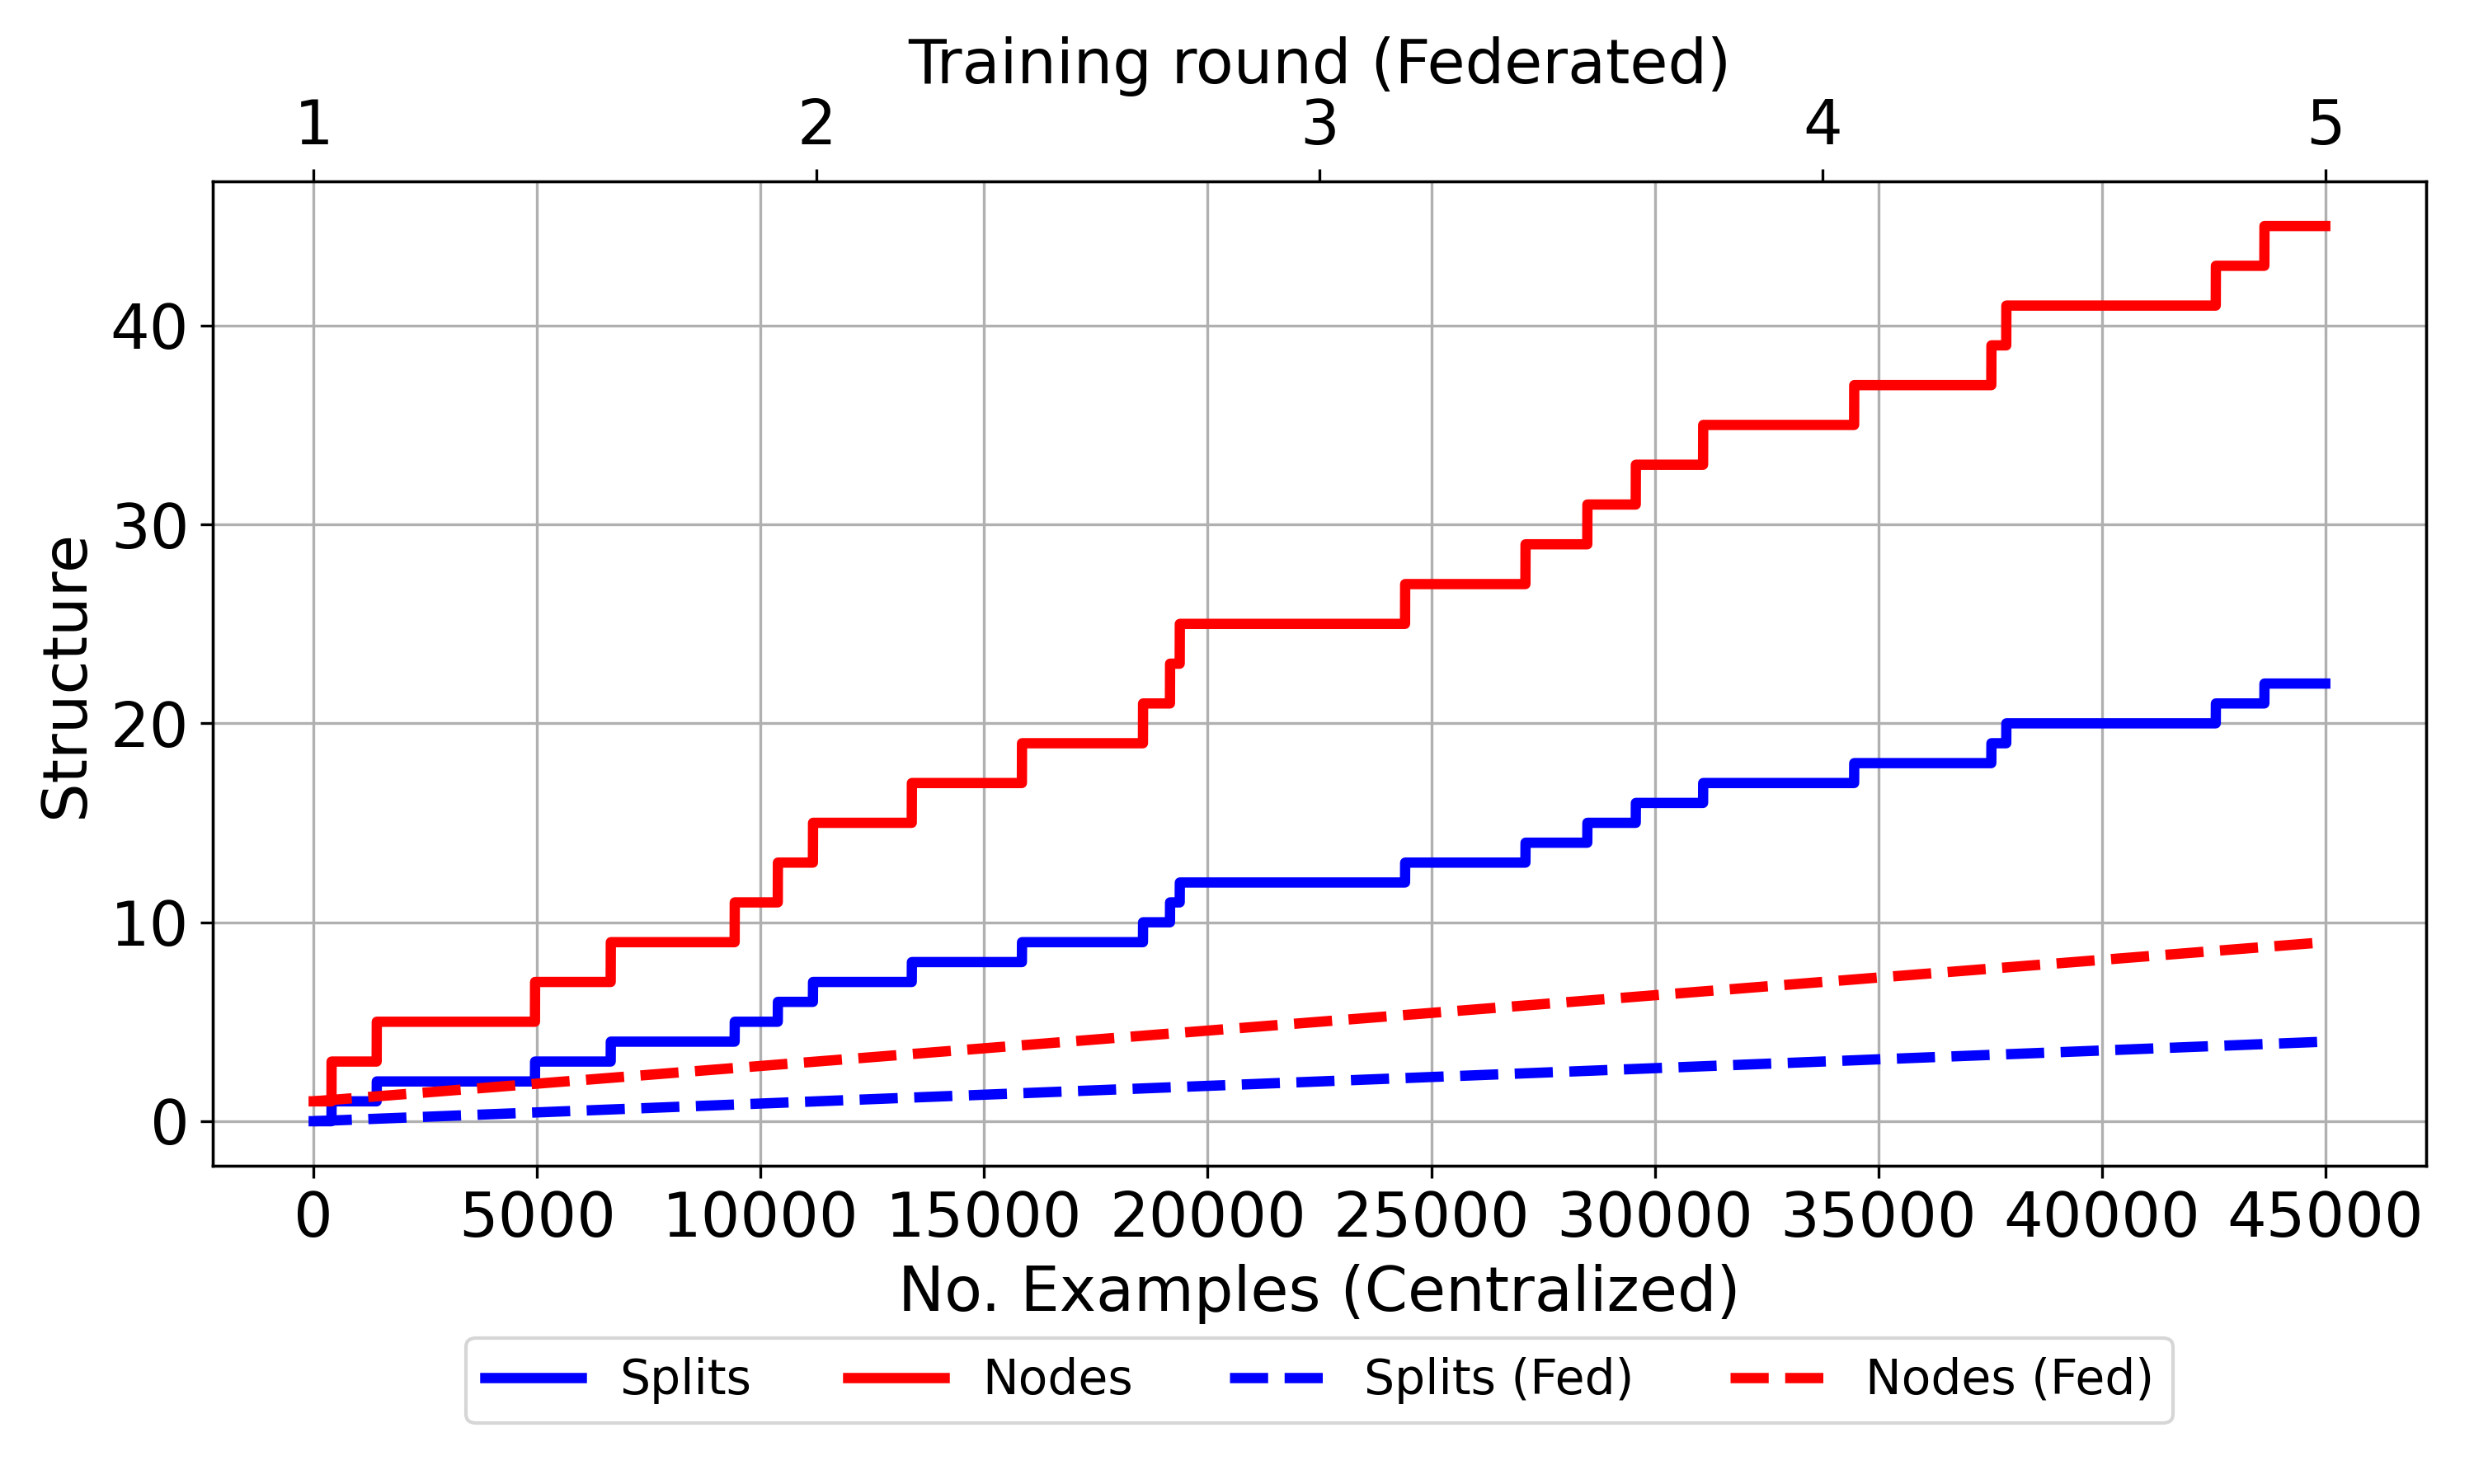 Training round (Federated)
1 2 3 4 5
Structure
40
30
20
10
0
0 5000 10000 15000 20000 25000 30000 35000 40000 45000
No. Examples (Centralized)
Splits Nodes Splits (Fed) Nodes (Fed)